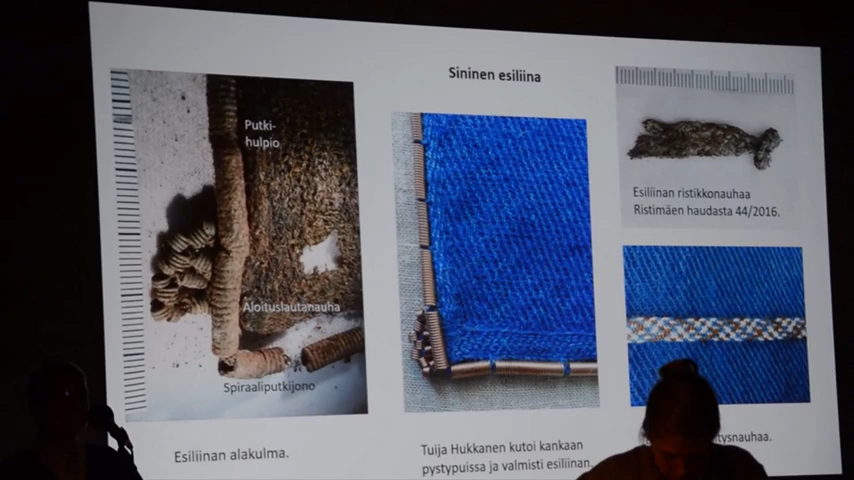 Sininen esiliina
Putki-
hulpio
Aloituslautanauha
Spiraaliputkijono
Esiliinan alakulma.
Tuija Hukkanen kutoi kankaan
pystypuissa ja valmisti esiliinan.
Esiliinan ristikkonauhaa
Ristimäen haudasta 44/2016.